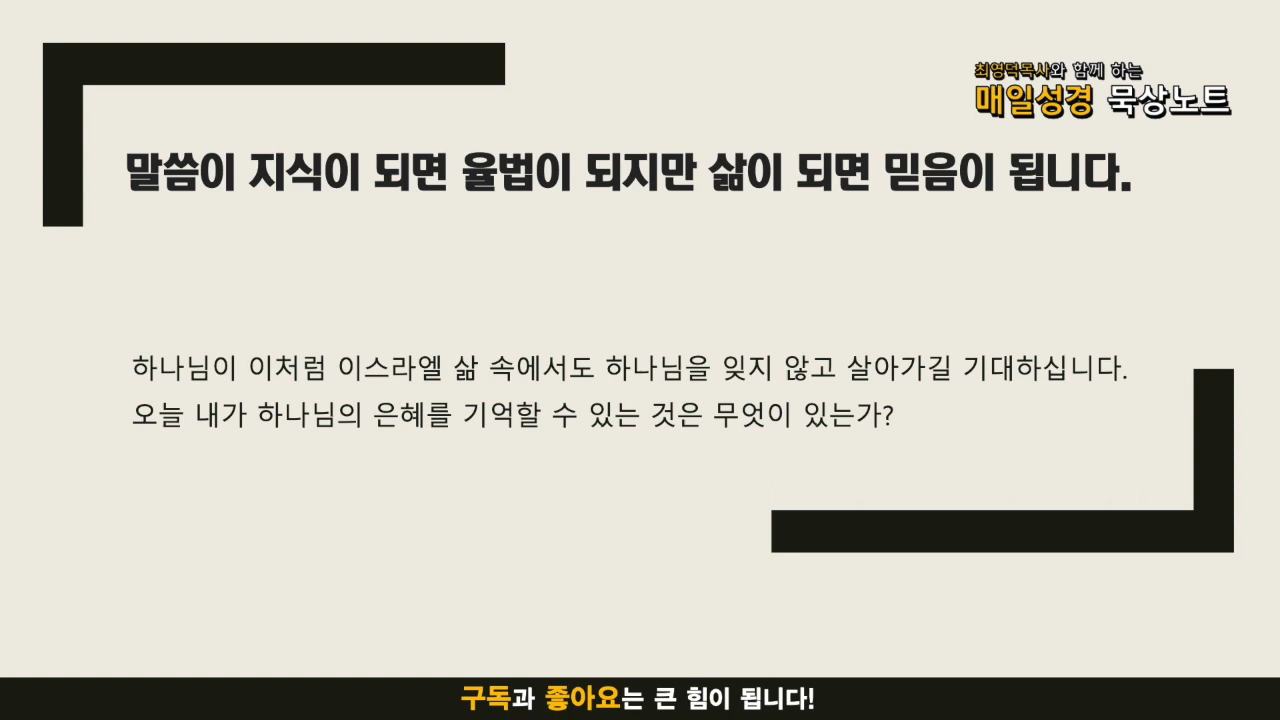 최영덕목사와 함께 하는
매일성경 묵상노트
말씀이 지식이 되면 율법이 되지만 삶이 되면 믿음이 됩니다.
하나님이 이처럼 이스라엘 삶 속에서도 하나님을 잊지 않고 살아가길 기대하십니다.
오늘 내가 하나님의 은혜를 기억할 수 있는 것은 무엇이 있는가?
구독과 좋아요는 큰 힘이 됩니다!